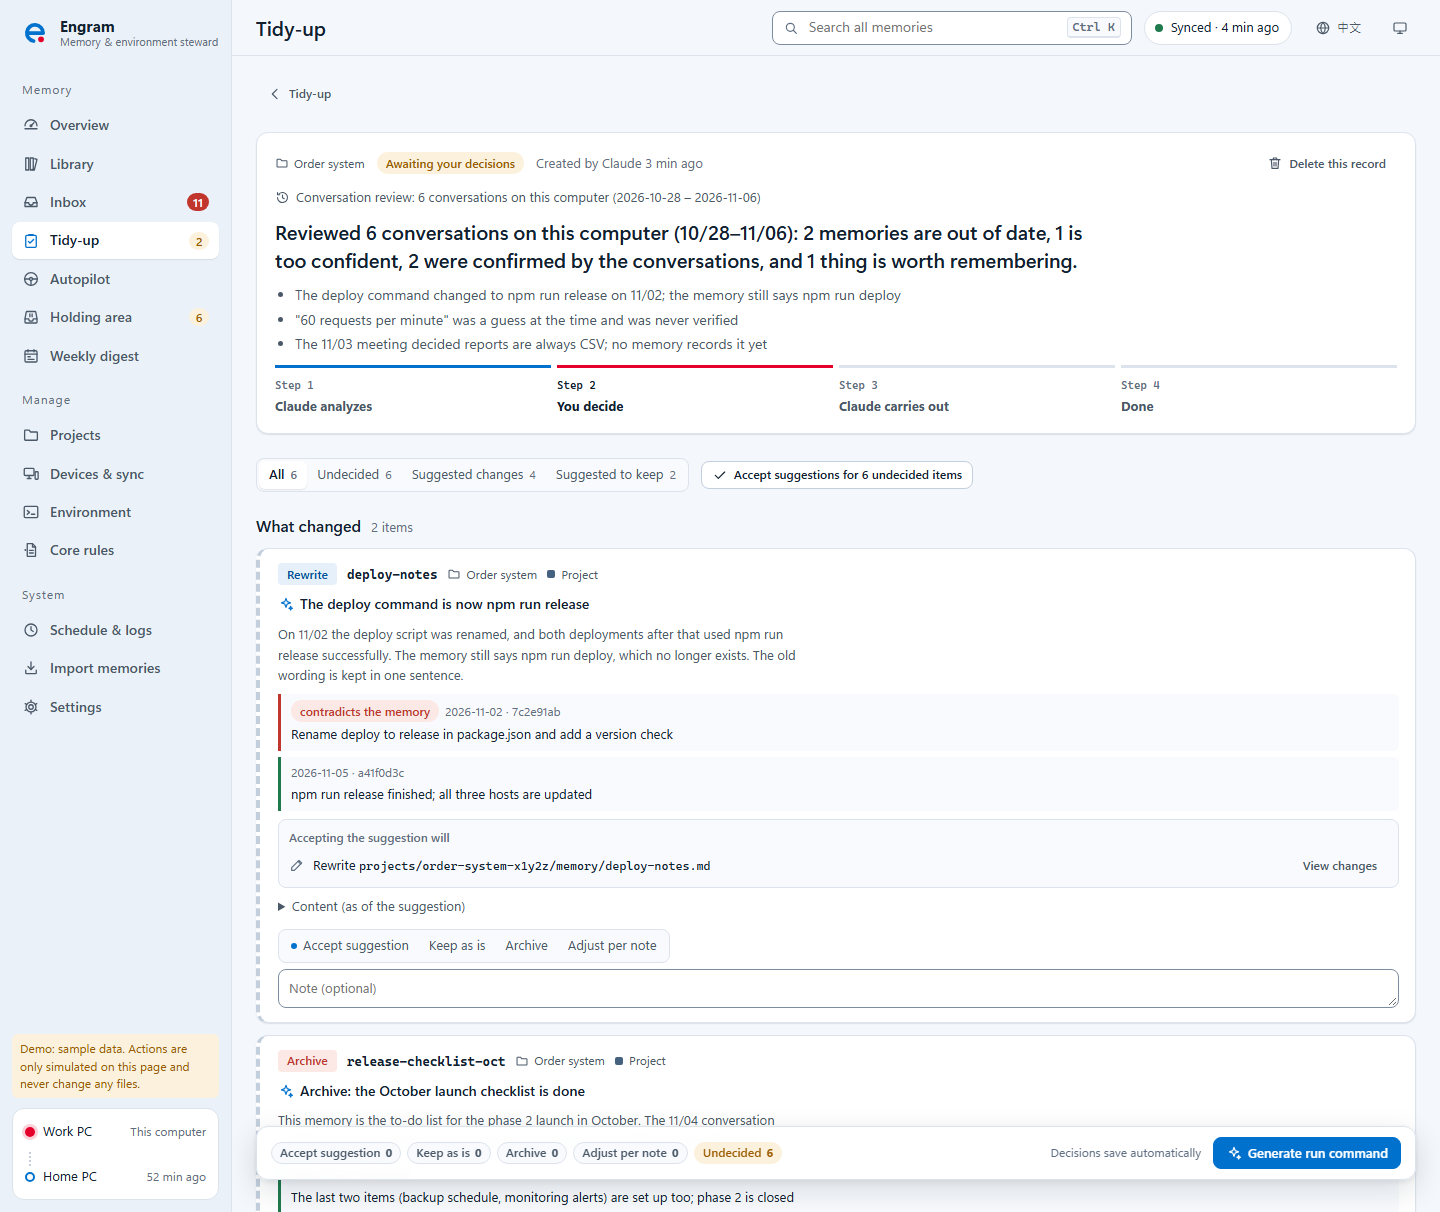 Engram
Memory & environment steward
Memory
Overview
Library
Inbox 11
Tidy-up 2
Autopilot
Holding area 6
Weekly digest
Manage
Projects
Devices & sync
Environment
Core rules
System
Schedule & logs
Import memories
Settings
Demo: sample data. Actions are
only simulated on this page and
never change any files.
Work PC This computer
Home PC 52 min ago
Tidy-up
Search all memories Ctrl K
Synced · 4 min ago
中文
Tidy-up
Order system Awaiting your decisions Created by Claude 3 min ago Delete this record
Conversation review: 6 conversations on this computer (2026-10-28 – 2026-11-06)
Reviewed 6 conversations on this computer (10/28–11/06): 2 memories are out of date, 1 is
too confident, 2 were confirmed by the conversations, and 1 thing is worth remembering.
• The deploy command changed to npm run release on 11/02; the memory still says npm run deploy
• "60 requests per minute" was a guess at the time and was never verified
• The 11/03 meeting decided reports are always CSV; no memory records it yet
Step 1 Step 2 Step 3 Step 4
Claude analyzes You decide Claude carries out Done
All 6 Undecided 6 Suggested changes 4 Suggested to keep 2 Accept suggestions for 6 undecided items
What changed 2 items
Rewrite deploy-notes Order system Project
The deploy command is now npm run release
On 11/02 the deploy script was renamed, and both deployments after that used npm run
release successfully. The memory still says npm run deploy, which no longer exists. The old
wording is kept in one sentence.
contradicts the memory 2026-11-02 · 7c2e91ab
Rename deploy to release in package.json and add a version check
2026-11-05 · a41f0d3c
npm run release finished; all three hosts are updated
Accepting the suggestion will
Rewrite projects/order-system-x1y2z/memory/deploy-notes.md View changes
Content (as of the suggestion)
Accept suggestion Keep as is Archive Adjust per note
Note (optional)
Archive release-checklist-oct Order system Project
Archive: the October launch checklist is done
This memory is the to-do list for the phase 2 launch in October. The 11/04 conversation
Accept suggestion 0 Keep as is 0 Archive 0 Adjust per note 0 Undecided 6 Decisions save automatically Generate run command
The last two items (backup schedule, monitoring alerts) are set up too; phase 2 is closed